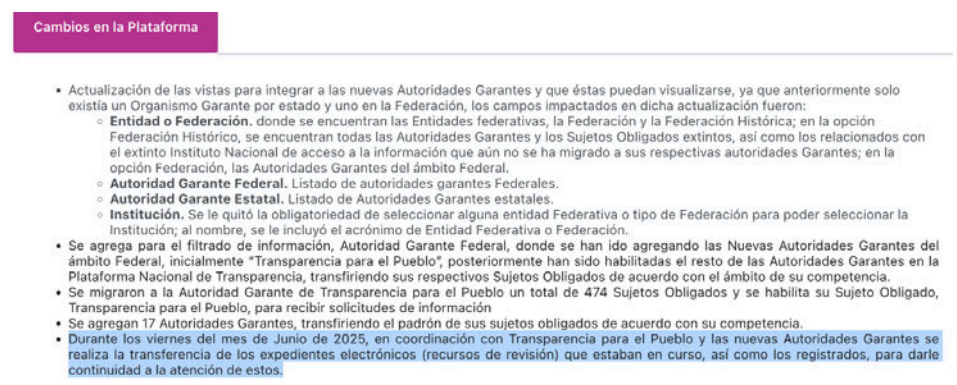 Cambios en la Plataforma
• Actualización de las vistas para integrar a las nuevas Autoridades Garantes y que éstas puedan visualizarse, ya que anteriormente solo
existía un Organismo Garante por estado y uno en la Federación, los campos impactados en dicha actualización fueron:
◦ Entidad o Federación. donde se encuentran las Entidades federativas, la Federación y la Federación Histórica; en la opción
Federación Histórico, se encuentran todas las Autoridades Garantes y los Sujetos Obligados extintos, así como los relacionados con
el extinto Instituto Nacional de acceso a la información que aún no se ha migrado a sus respectivas autoridades Garantes; en la
opción Federación, las Autoridades Garantes del ámbito Federal.
◦ Autoridad Garante Federal. Listado de autoridades garantes Federales.
◦ Autoridad Garante Estatal. Listado de Autoridades Garantes estatales.
◦ Institución. Se le quitó la obligatoriedad de seleccionar alguna entidad Federativa o tipo de Federación para poder seleccionar la
Institución; al nombre, se le incluyó el acrónimo de Entidad Federativa o Federación.
• Se agrega para el filtrado de información, Autoridad Garante Federal, donde se han ido agregando las Nuevas Autoridades Garantes del
ámbito Federal, inicialmente "Transparencia para el Pueblo", posteriormente han sido habilitadas el resto de las Autoridades Garantes en la
Plataforma Nacional de Transparencia, transfiriendo sus respectivos Sujetos Obligados de acuerdo con el ámbito de su competencia.
• Se migraron a la Autoridad Garante de Transparencia para el Pueblo un total de 474 Sujetos Obligados y se habilita su Sujeto Obligado,
Transparencia para el Pueblo, para recibir solicitudes de información
• Se agregan 17 Autoridades Garantes, transfiriendo el padrón de sus sujetos obligados de acuerdo con su competencia.
• Durante los viernes del mes de Junio de 2025, en coordinación con Transparencia para el Pueblo y las nuevas Autoridades Garantes se
realiza la transferencia de los expedientes electrónicos (recursos de revisión) que estaban en curso, así como los registrados, para darle
continuidad a la atención de estos.